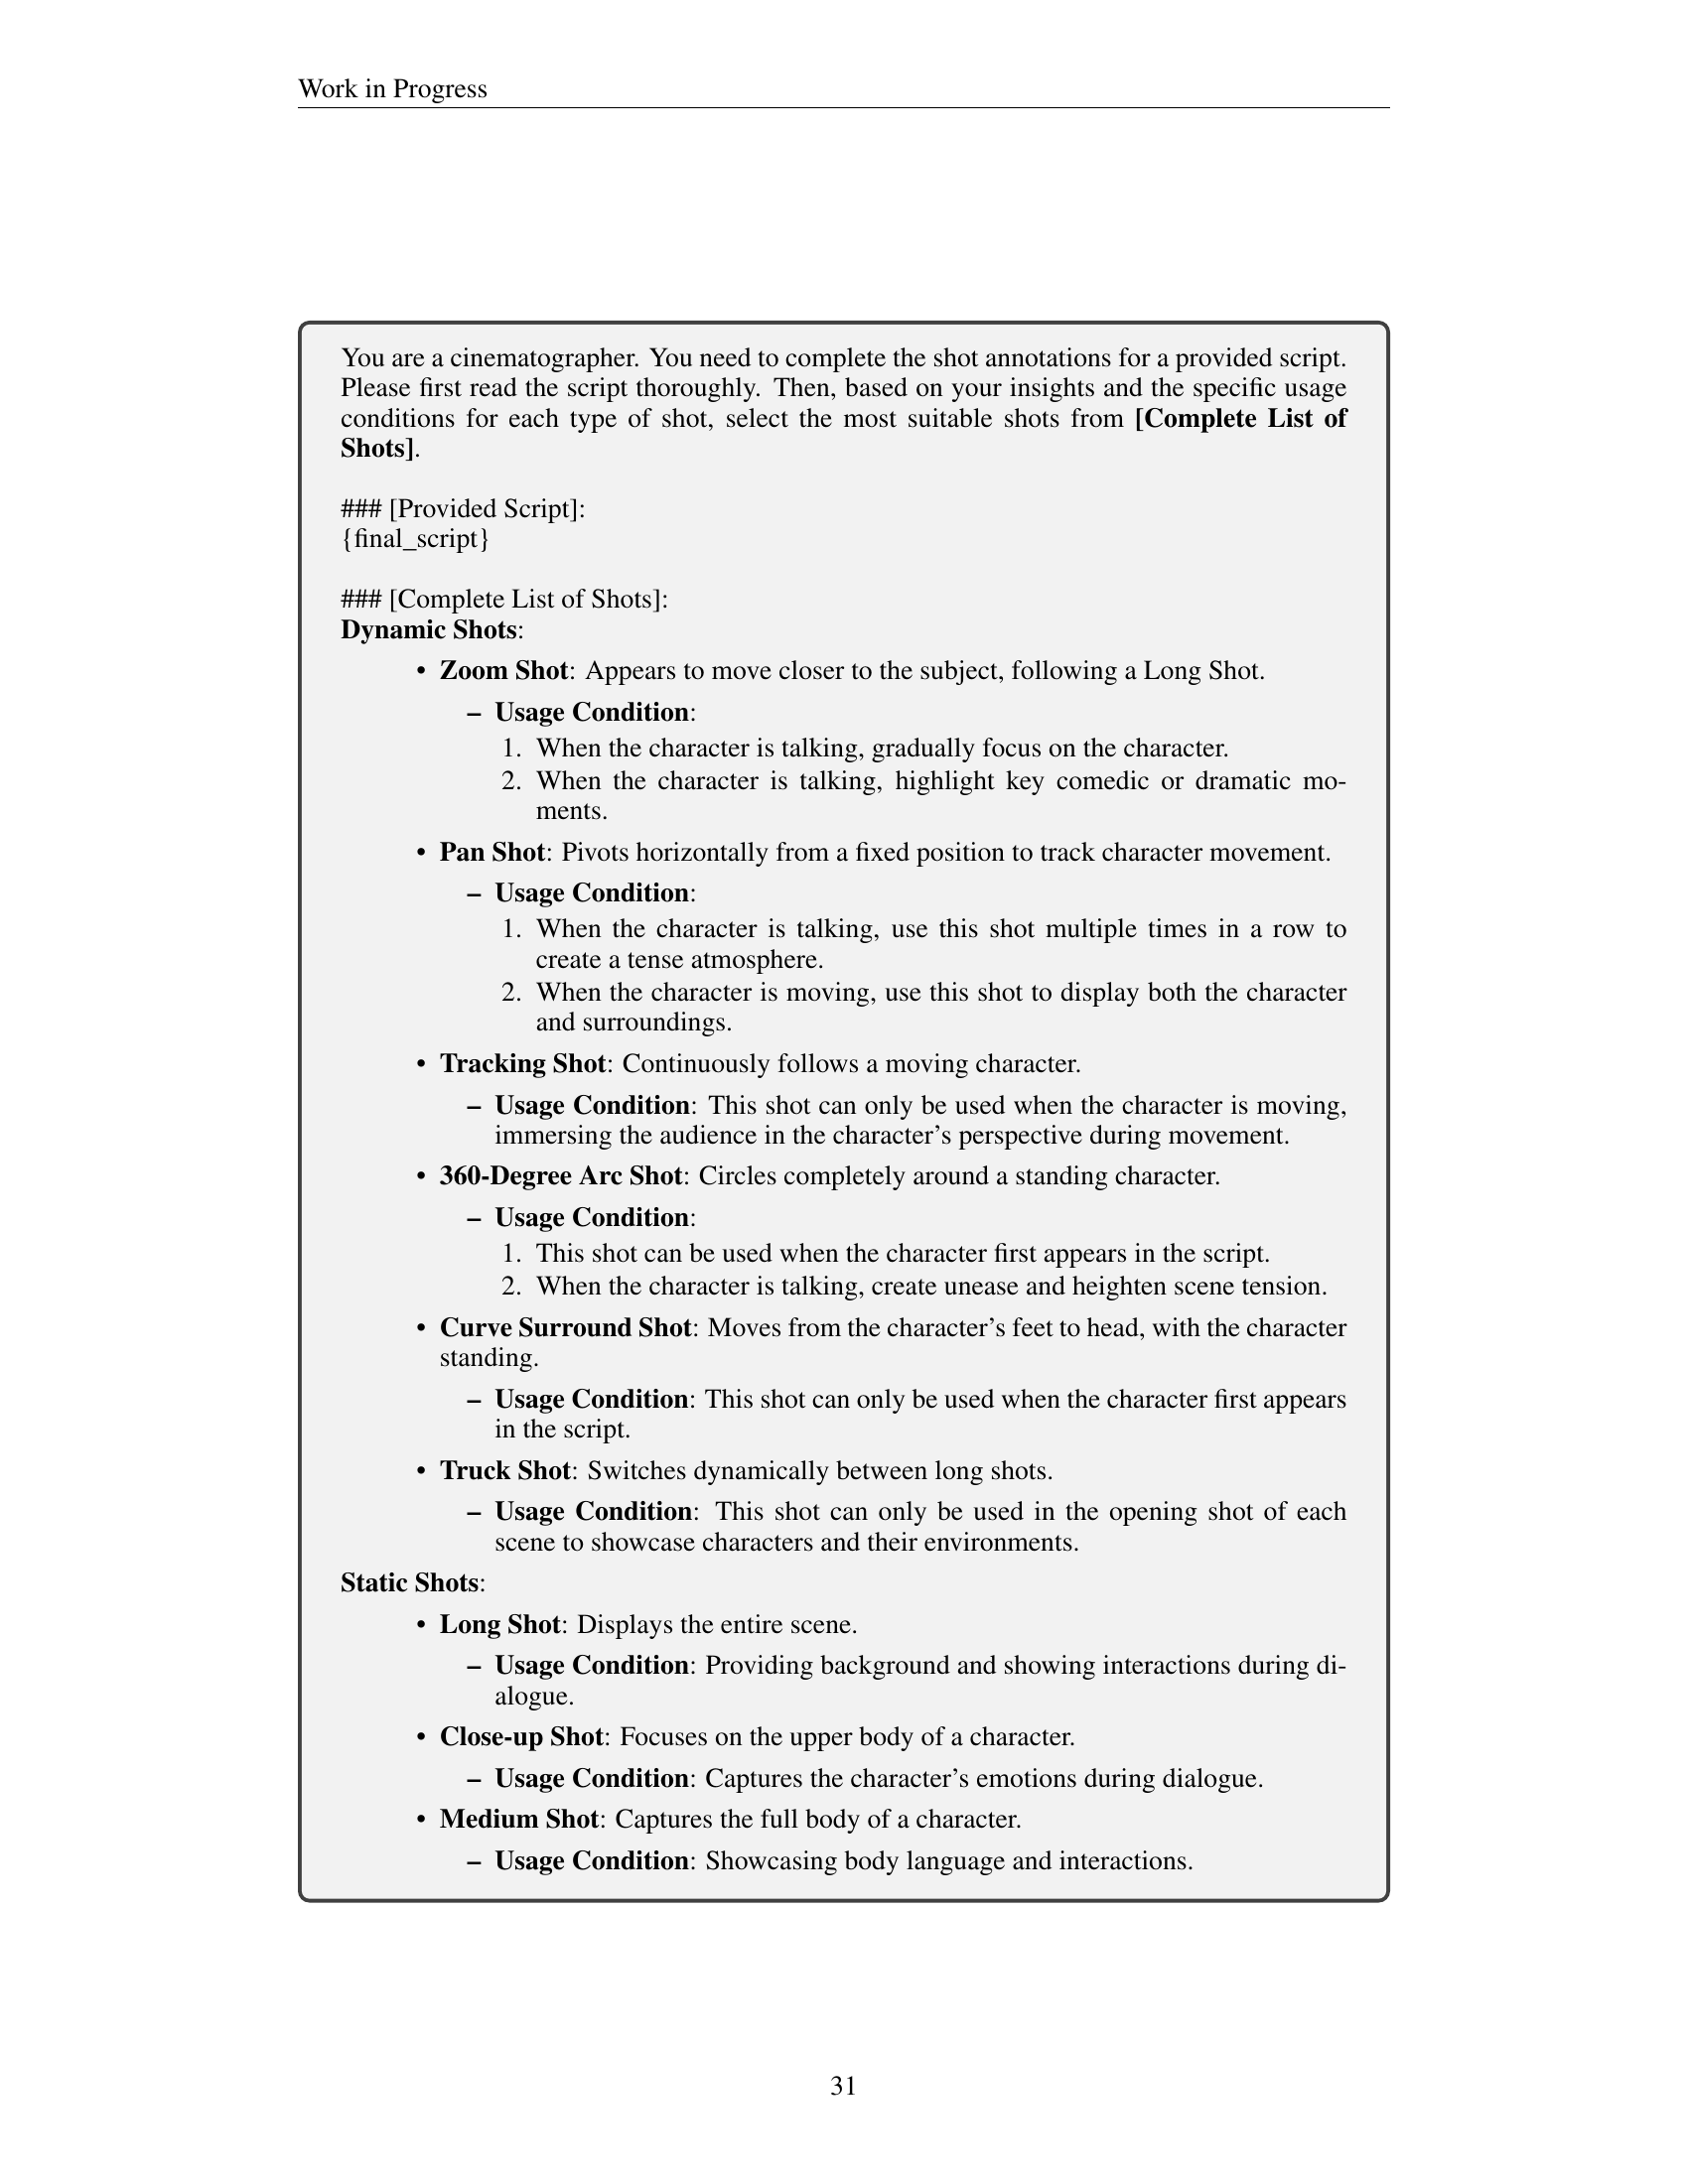 Work in Progress
You are a cinematographer. You need to complete the shot annotations for a provided script.
Please first read the script thoroughly. Then, based on your insights and the specific usage
conditions for each type of shot, select the most suitable shots from [Complete List of
Shots].
### [Provided Script]:
{final_script}
### [Complete List of Shots]:
Dynamic Shots:
• Zoom Shot: Appears to move closer to the subject, following a Long Shot.
– Usage Condition:
1. When the character is talking, gradually focus on the character.
2. When the character is talking, highlight key comedic or dramatic mo-
ments.
• Pan Shot: Pivots horizontally from a fixed position to track character movement.
– Usage Condition:
1. When the character is talking, use this shot multiple times in a row to
create a tense atmosphere.
2. When the character is moving, use this shot to display both the character
and surroundings.
• Tracking Shot: Continuously follows a moving character.
– Usage Condition: This shot can only be used when the character is moving,
immersing the audience in the character's perspective during movement.
• 360-Degree Arc Shot: Circles completely around a standing character.
– Usage Condition:
1. This shot can be used when the character first appears in the script.
2. When the character is talking, create unease and heighten scene tension.
• Curve Surround Shot: Moves from the character's feet to head, with the character
standing.
– Usage Condition: This shot can only be used when the character first appears
in the script.
• Truck Shot: Switches dynamically between long shots.
– Usage Condition: This shot can only be used in the opening shot of each
scene to showcase characters and their environments.
Static Shots:
• Long Shot: Displays the entire scene.
– Usage Condition: Providing background and showing interactions during di-
alogue.
• Close-up Shot: Focuses on the upper body of a character.
– Usage Condition: Captures the character's emotions during dialogue.
• Medium Shot: Captures the full body of a character.
– Usage Condition: Showcasing body language and interactions.
31